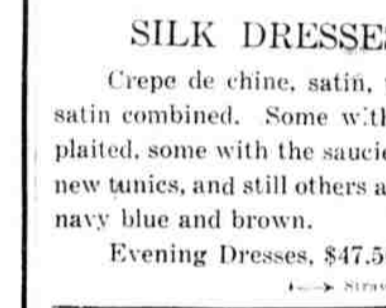 SILK DRESSES
Crepe de chine, satin,
satin combined. Some with
plaited, some with the saucie
new tunics, and still others a
navy blue and brown.
Evening Dresses, $47.5